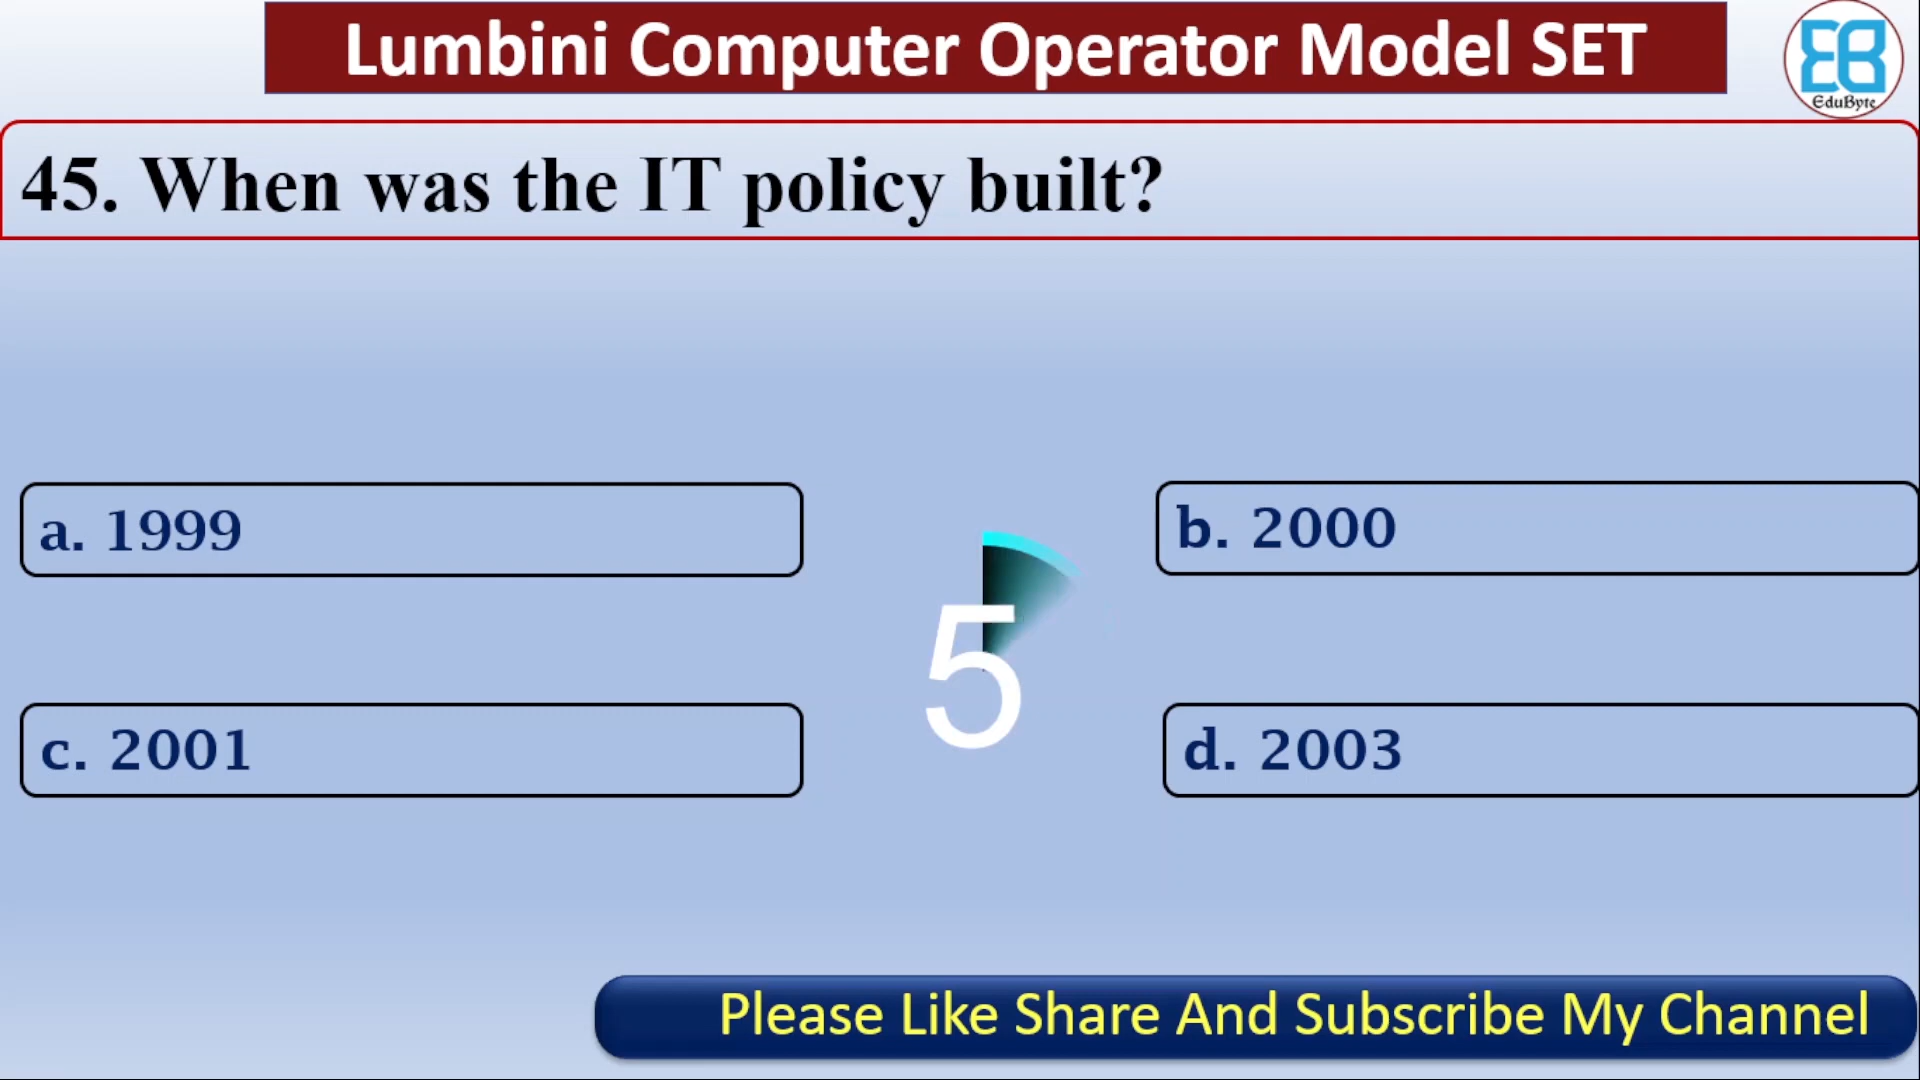 Lumbini Computer Operator Model SET
EduByte
45. When was the IT policy built?
a. 1999
b. 2000
5
c. 2001
d. 2003
Please Like Share And Subscribe My Channel